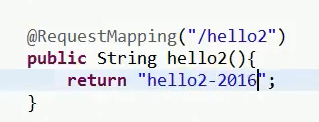 @RequestMapping("/hello2")
public String hello2(){
    return "hello2-2016";
}